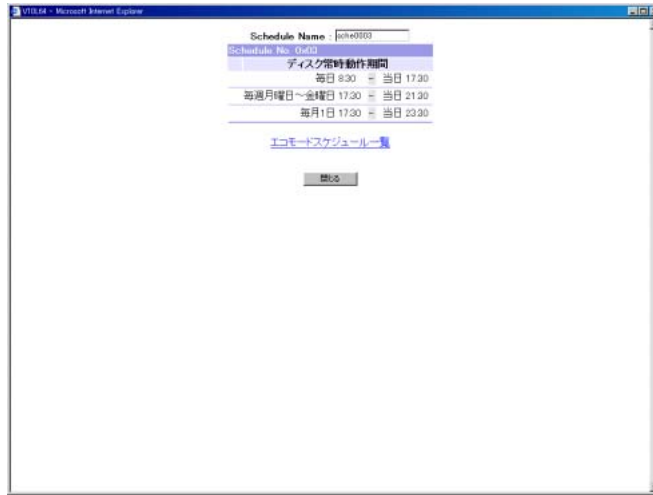 VT0L64 - Microsoft Internet Explorer
Schedule Name : sche0003
Schedule No. 0x03
ディスク常時動作期間
毎日 8:30 ~ 当日 17:30
毎週月曜日～金曜日 17:30 ~ 当日 21:30
毎月1日 17:30 ~ 当日 23:30
エコモードスケジュール一覧
閉じる